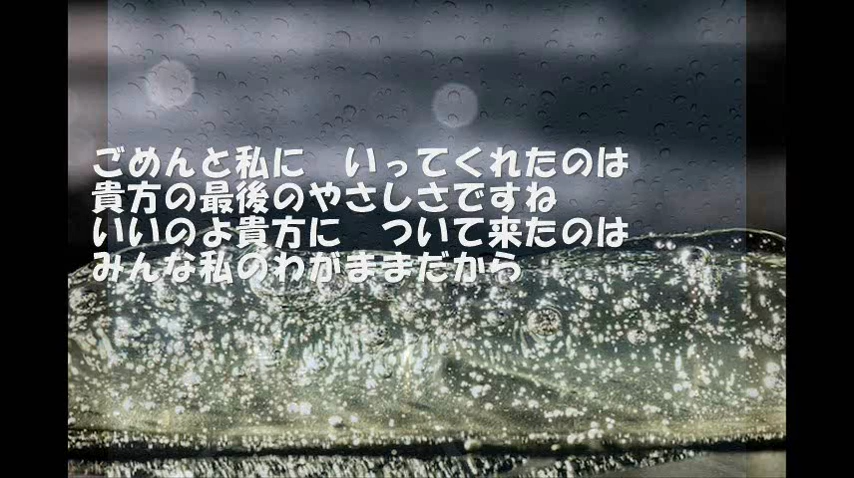 ごめんと私に　いってくれたのは
貴方の最後のやさしさですね
いいのよ貴方に　ついて来たのは
みんな私のわがままだから